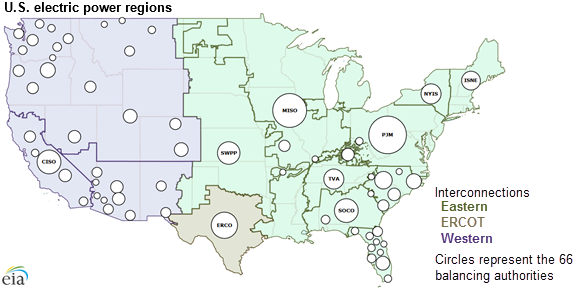 U.S. electric power regions
ISNE
NYIS
MISO
PJM
CISO
SWPP
TVA
SOCO
ERCO
Interconnections
Eastern
ERCOT
Western
Circles represent the 66
balancing authorities
eia